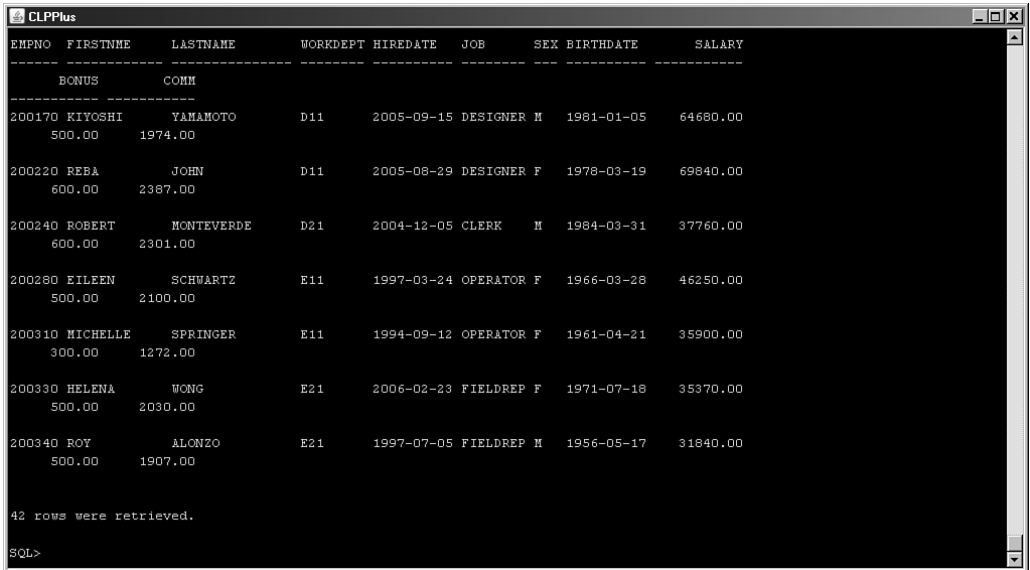 CLPPlus
EMPNO FIRSTNME LASTNAME WORKDEPT HIREDATE JOB SEX BIRTHDATE SALARY
------ ------------ --------------- -------- ---------- -------- --- ---------- -----------
BONUS COMM
----------- -----------
200170 KIYOSHI YAMAMOTO D11 2005-09-15 DESIGNER M 1981-01-05 64680.00
500.00 1974.00
200220 REBA JOHN D11 2005-08-29 DESIGNER F 1978-03-19 69840.00
600.00 2387.00
200240 ROBERT MONTEVERDE D21 2004-12-05 CLERK M 1984-03-31 37760.00
600.00 2301.00
200280 EILEEN SCHWARTZ E11 1997-03-24 OPERATOR F 1966-03-28 46250.00
500.00 2100.00
200310 MICHELLE SPRINGER E11 1994-09-12 OPERATOR F 1961-04-21 35900.00
300.00 1272.00
200330 HELENA WONG E21 2006-02-23 FIELDREP F 1971-07-18 35370.00
500.00 2030.00
200340 ROY ALONZO E21 1997-07-05 FIELDREP M 1956-05-17 31840.00
500.00 1907.00
42 rows were retrieved.
SQL>